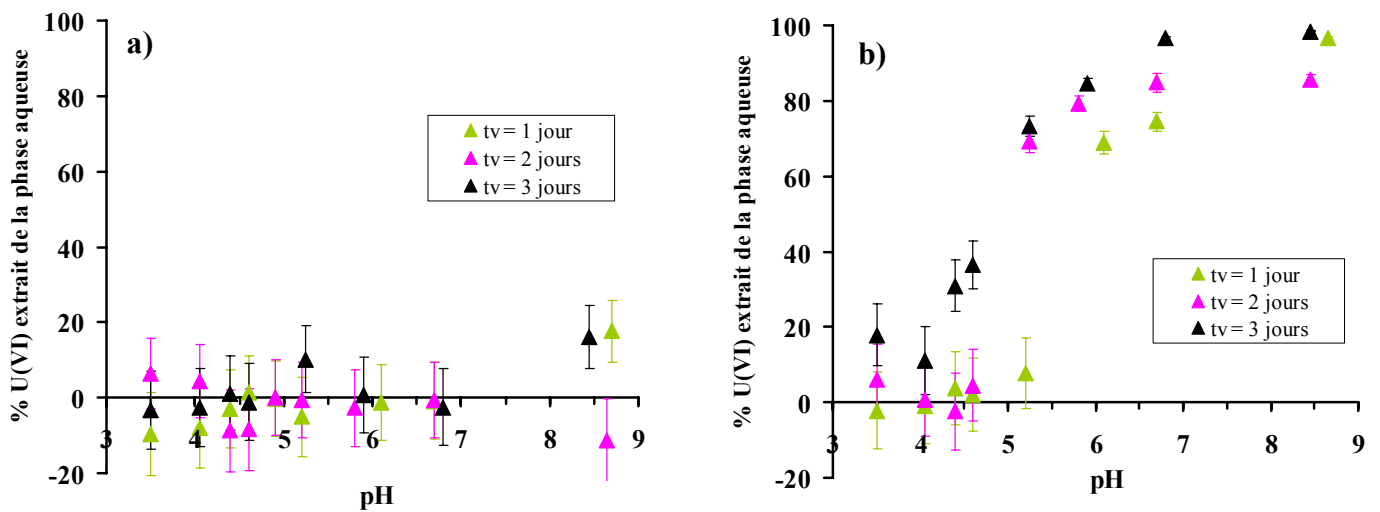 a)
% U(VI) extrait de la phase aqueuse
100
80
60
40
20
0
-20
3 4 5 6 7 8 9
pH
tv = 1 jour
tv = 2 jours
tv = 3 jours
b)
% U(VI) extrait de la phase aqueuse
100
80
60
40
20
0
-20
3 4 5 6 7 8 9
pH
tv = 1 jour
tv = 2 jours
tv = 3 jours